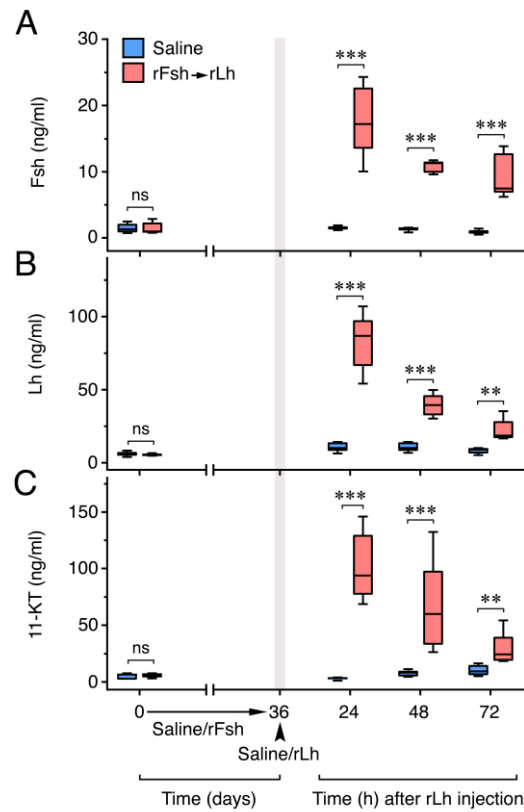 A
Saline
rFsh→rLh
Fsh (ng/ml)
30
20
10
0
ns
***
***
***
B
Lh (ng/ml)
100
50
0
ns
***
***
**
C
11-KT (ng/ml)
150
100
50
0
ns
***
***
**
0
36
24
48
72
Saline/rFsh
Saline/rLh
Time (days)
Time (h) after rLh injection